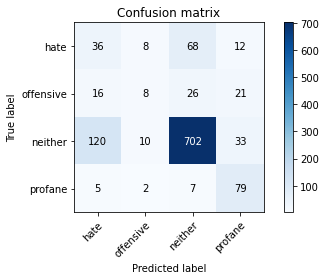 Confusion matrix
hate 36 8 68 12
offensive 16 8 26 21
neither 120 10 702 33
profane 5 2 7 79
hate offensive neither profane
True label
Predicted label
700
600
500
400
300
200
100